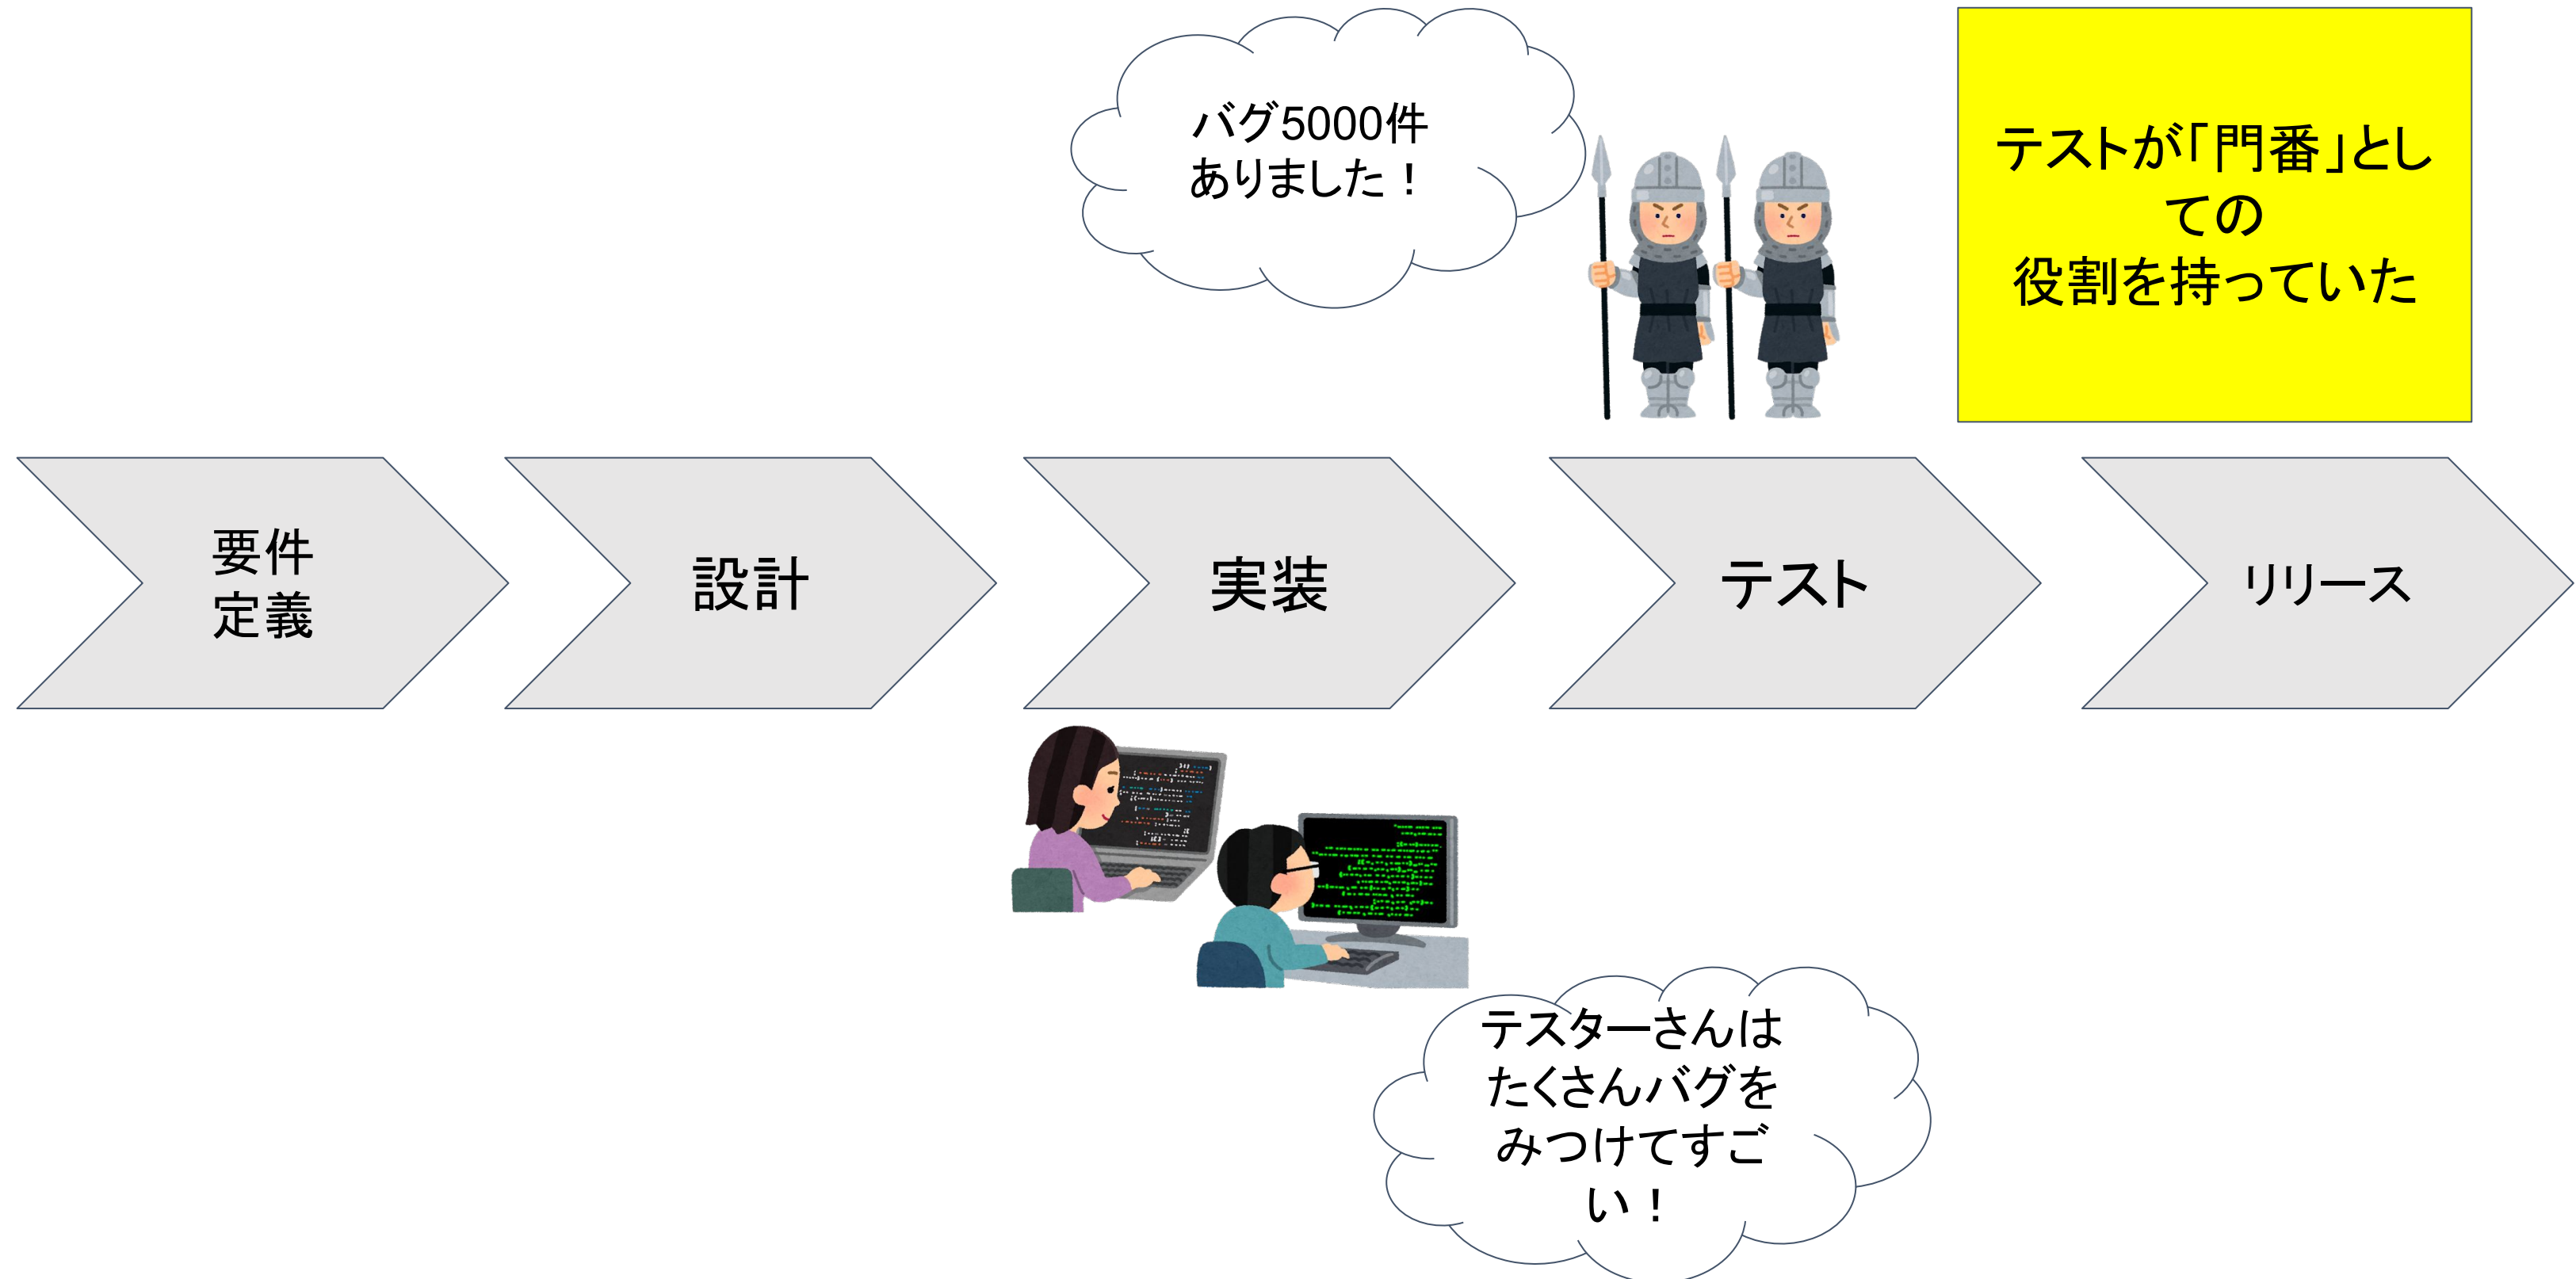 バグ5000件
ありました！
テストが「門番」とし
ての
役割を持っていた
要件
定義
設計
実装
テスト
リリース
テスターさんは
たくさんバグを
みつけてすご
い！